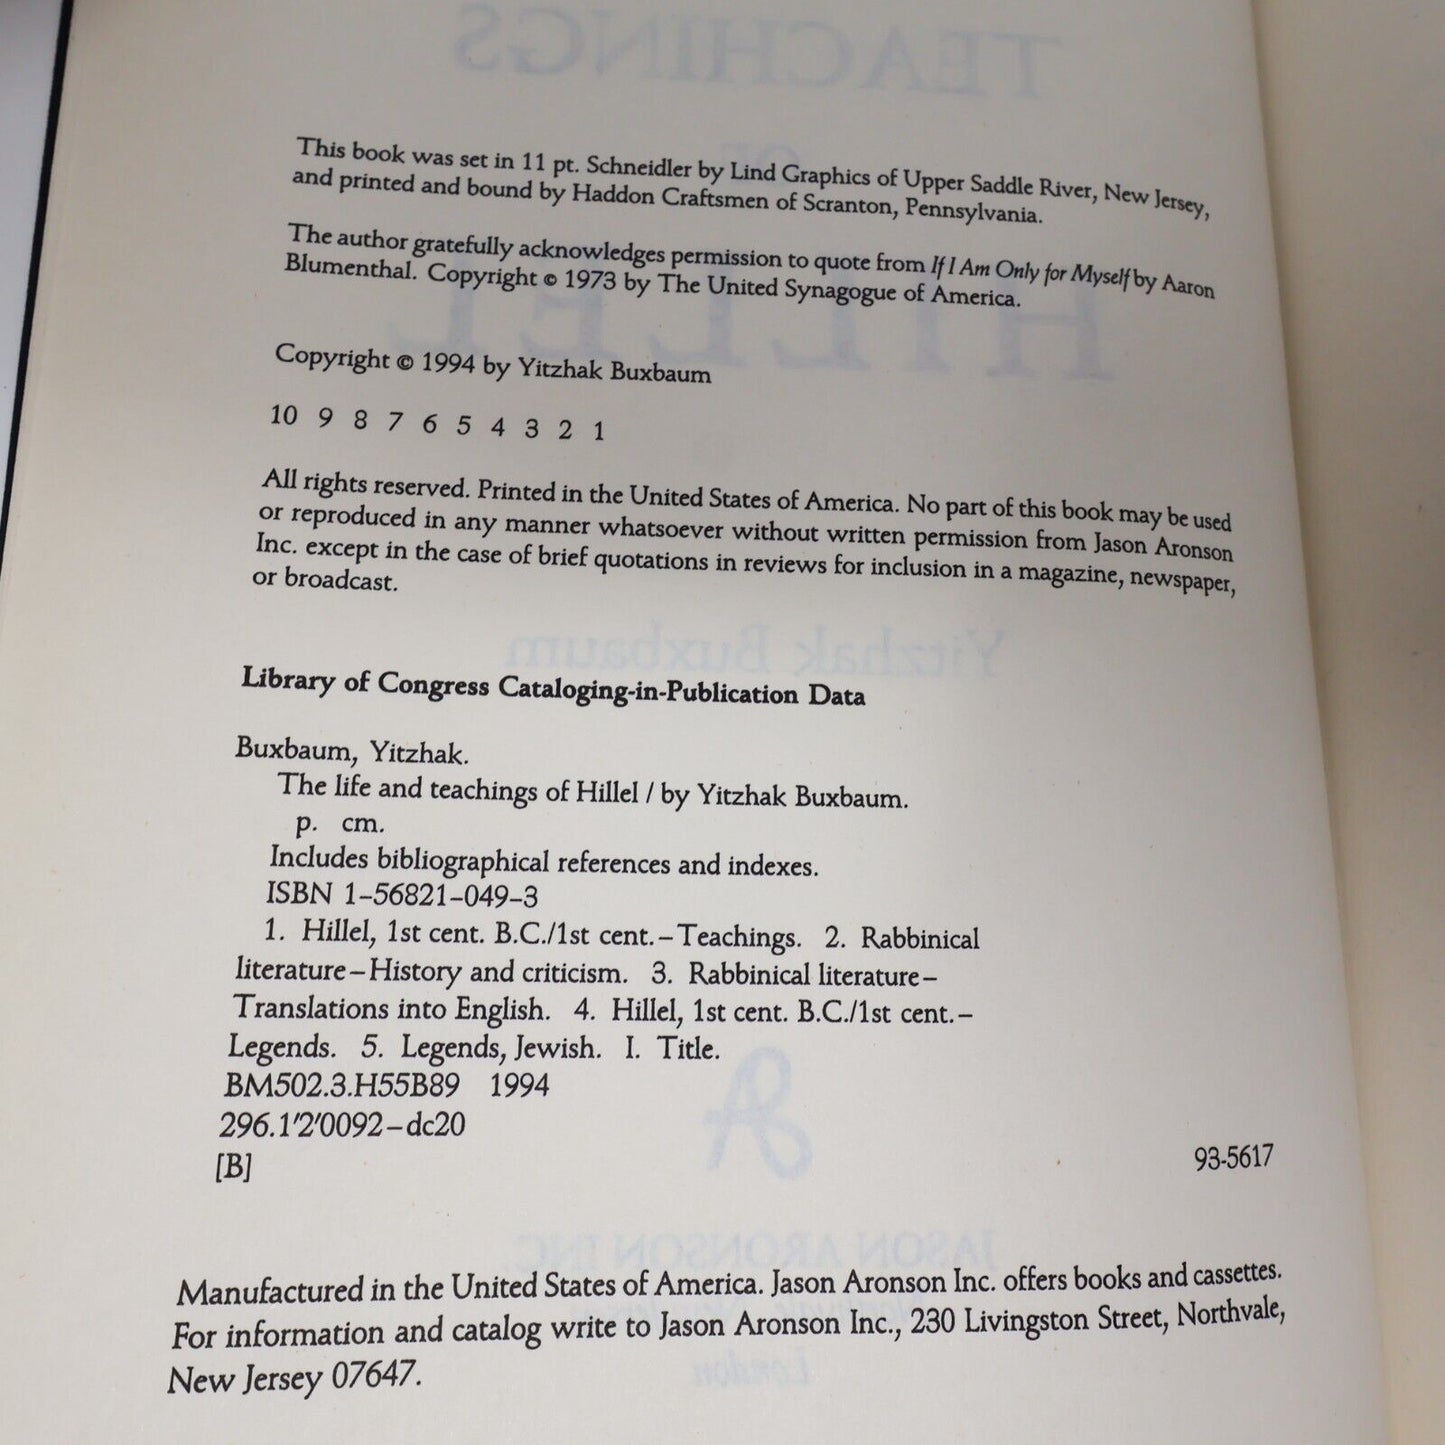 This book was set in 11 pt. Schneidler by Lind Graphics of Upper Saddle River, New Jersey,
and printed and bound by Haddon Craftsmen of Scranton, Pennsylvania.
The author gratefully acknowledges permission to quote from If I Am Only for Myself by Aaron
Blumenthal. Copyright © 1973 by The United Synagogue of America.
Copyright © 1994 by Yitzhak Buxbaum
10 9 8 7 6 5 4 3 2 1
All rights reserved. Printed in the United States of America. No part of this book may be used
or reproduced in any manner whatsoever without written permission from Jason Aronson
Inc. except in the case of brief quotations in reviews for inclusion in a magazine, newspaper,
or broadcast.
Library of Congress Cataloging-in-Publication Data
Buxbaum, Yitzhak.
The life and teachings of Hillel / by Yitzhak Buxbaum.
p. cm.
Includes bibliographical references and indexes.
ISBN 1–56821–049–3
1. Hillel, 1st cent. B.C./1st cent.–Teachings. 2. Rabbinical
literature–History and criticism. 3. Rabbinical literature–
Translations into English. 4. Hillel, 1st cent. B.C./1st cent.–
Legends. 5. Legends, Jewish. I. Title.
BM502.3.H55B89 1994
296.1'2'0092–dc20
[B]
93-5617
Manufactured in the United States of America. Jason Aronson Inc. offers books and cassettes.
For information and catalog write to Jason Aronson Inc., 230 Livingston Street, Northvale,
New Jersey 07647.